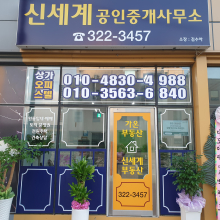 신세계 공인중개사무소
☎322-3457
상가
오피
스텔
010-4830-4988
010-3563-6840
가온
부동산
신세계
부동산
322-3457